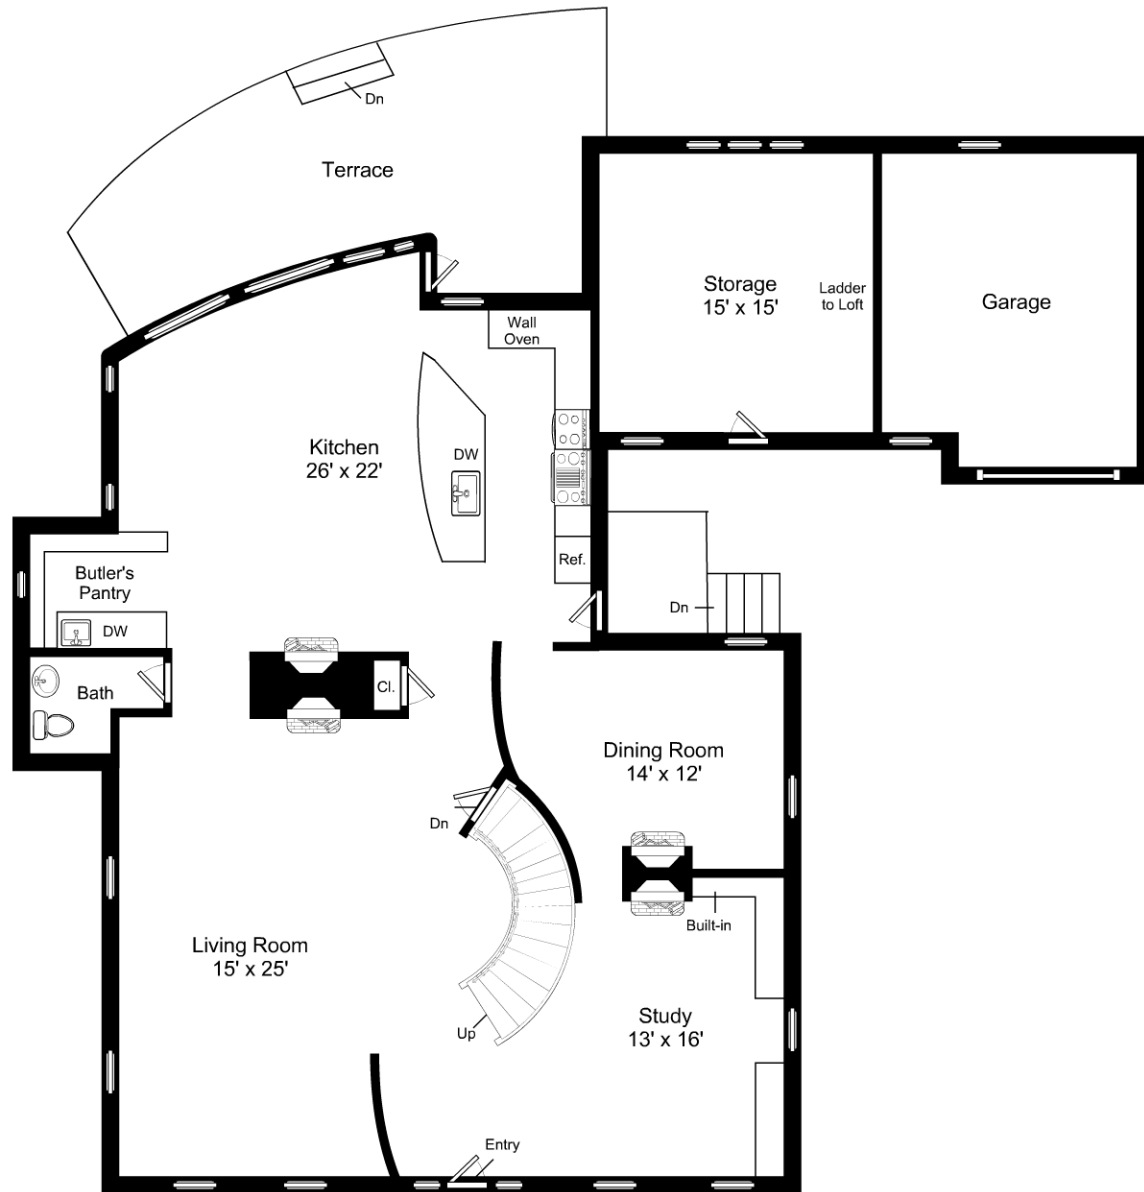 Dn
Terrace
Storage
15' x 15'
Ladder
to Loft
Garage
Wall
Oven
Kitchen
26' x 22'
DW
Ref.
Butler's
Pantry
DW
Dn
Bath
Cl.
Dining Room
14' x 12'
Dn
Built-in
Living Room
15' x 25'
Study
13' x 16'
Up
Entry